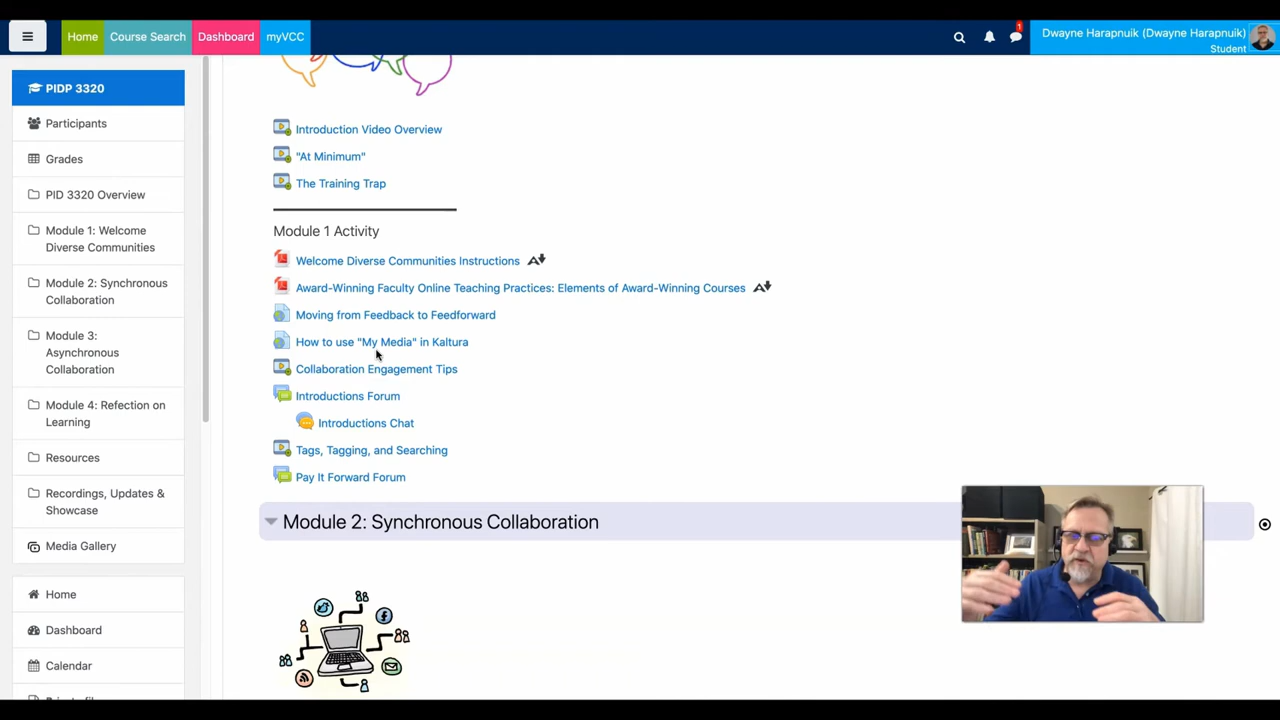 Home
Course Search
Dashboard
myVCC
1
Dwayne Harapnuik (Dwayne Harapnuik)
Student
PIDP 3320
Participants
Grades
PID 3320 Overview
Module 1: Welcome
Diverse Communities
Module 2: Synchronous
Collaboration
Module 3:
Asynchronous
Collaboration
Module 4: Refection on
Learning
Resources
Recordings, Updates &
Showcase
Media Gallery
Home
Dashboard
Calendar
Introduction Video Overview
"At Minimum"
The Training Trap
Module 1 Activity
Welcome Diverse Communities Instructions
Award-Winning Faculty Online Teaching Practices: Elements of Award-Winning Courses
Moving from Feedback to Feedforward
How to use "My Media" in Kaltura
Collaboration Engagement Tips
Introductions Forum
Introductions Chat
Tags, Tagging, and Searching
Pay It Forward Forum
Module 2: Synchronous Collaboration